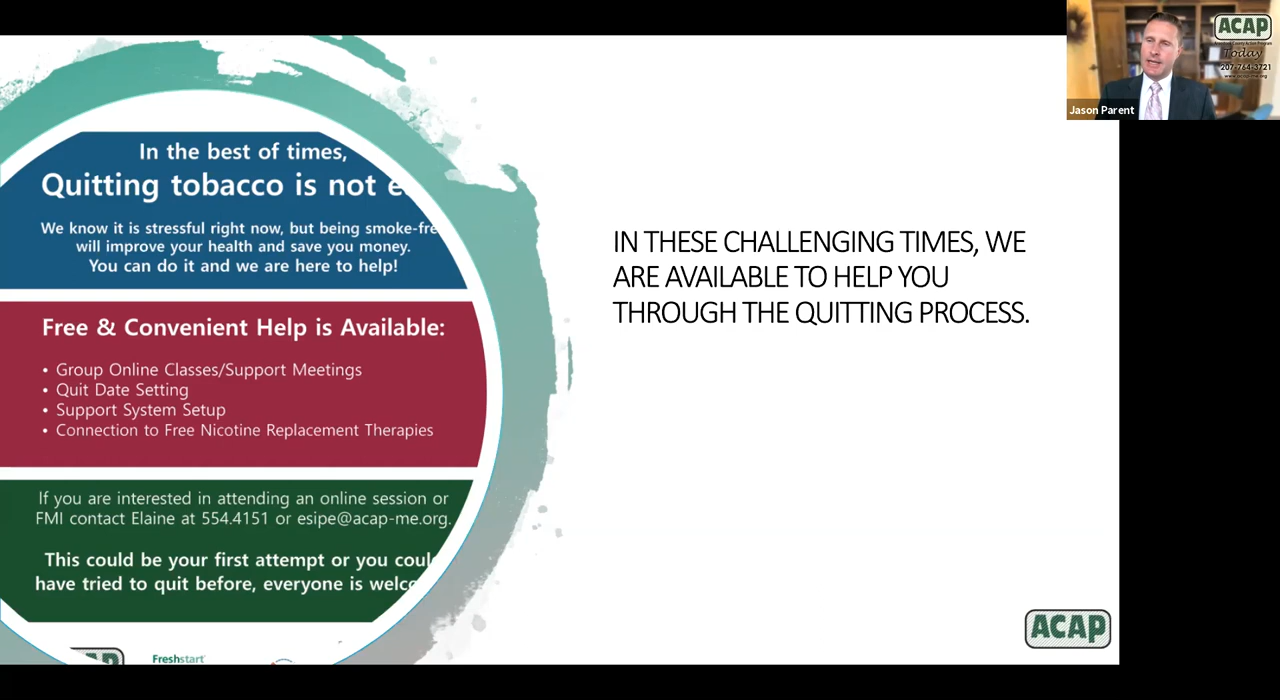 In the best of times,
Quitting tobacco is not
We know it is stressful right now, but being
will improve your health and save you money.
You can do it and we are here to help!
Free & Convenient Help is Available:
• Group Online Classes/Support Meetings
• Quit Date Setting
• Support System Setup
• Connection to Free Nicotine Replacement Therapies
If you are interested in attending an online session or
FMI contact Elaine at 554.4151 or esipe@acap-me.org.
This could be your first attempt or you
have tried to quit before, everyone is
Freshstart
IN THESE CHALLENGING TIMES, WE
ARE AVAILABLE TO HELP YOU
THROUGH THE QUITTING PROCESS.
ACAP
ACAP
Today
207-764-3721
www.acap-me.org
Jason Parent